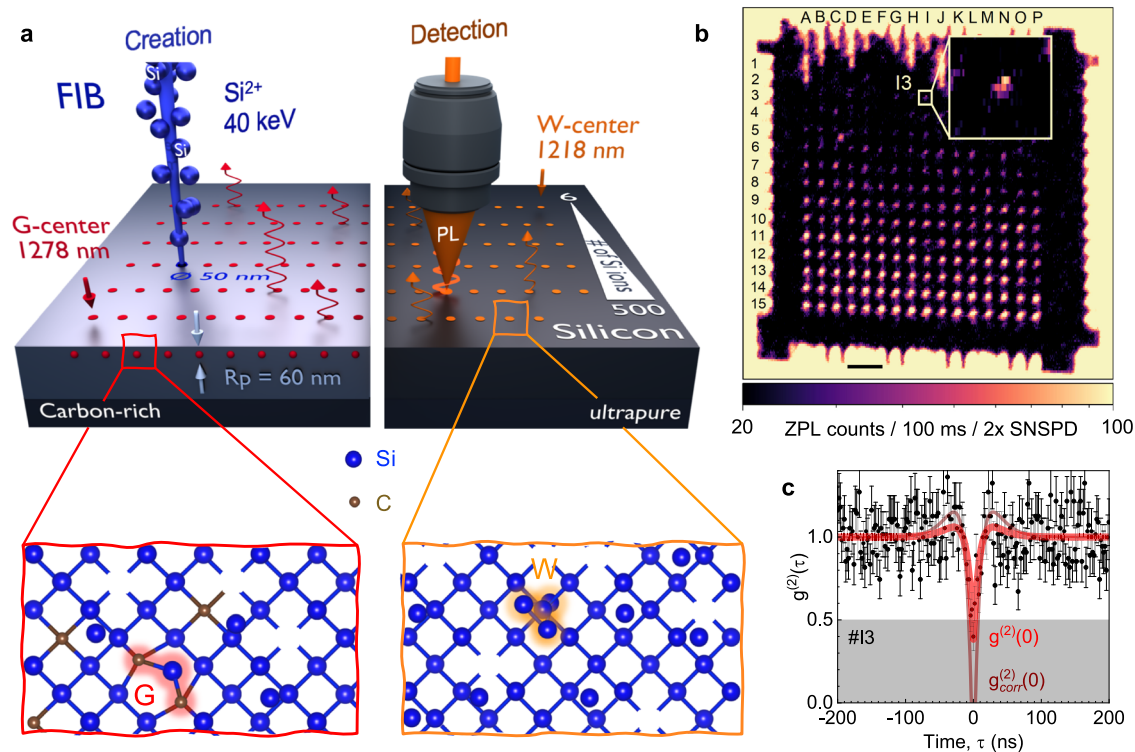 a
Creation
FIB
Si
Si
Si²⁺
40 keV
G-center
1278 nm
∅ 50 nm
Rp = 60 nm
Carbon-rich
Detection
PL
W-center
1218 nm
6
# of Si ions
500
Silicon
ultrapure
Si
C
G
W
b
A B C D E F G H I J K L M N O P
1
2
3
4
5
6
7
8
9
10
11
12
13
14
15
I3
20
ZPL counts / 100 ms / 2x SNSPD
100
c
g⁽²⁾(τ)
1.0
0.5
0.0
#I3
g⁽²⁾(0)
g⁽²⁾corr(0)
-200
-100
0
100
200
Time, τ (ns)